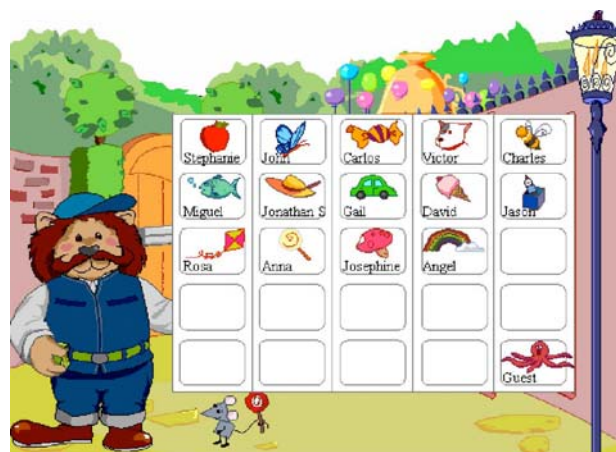 Stephanie
John
Carlos
Victor
Charles
Miguel
Jonathan S
Gail
David
Jason
Rosa
Anna
Josephine
Angel
Guest